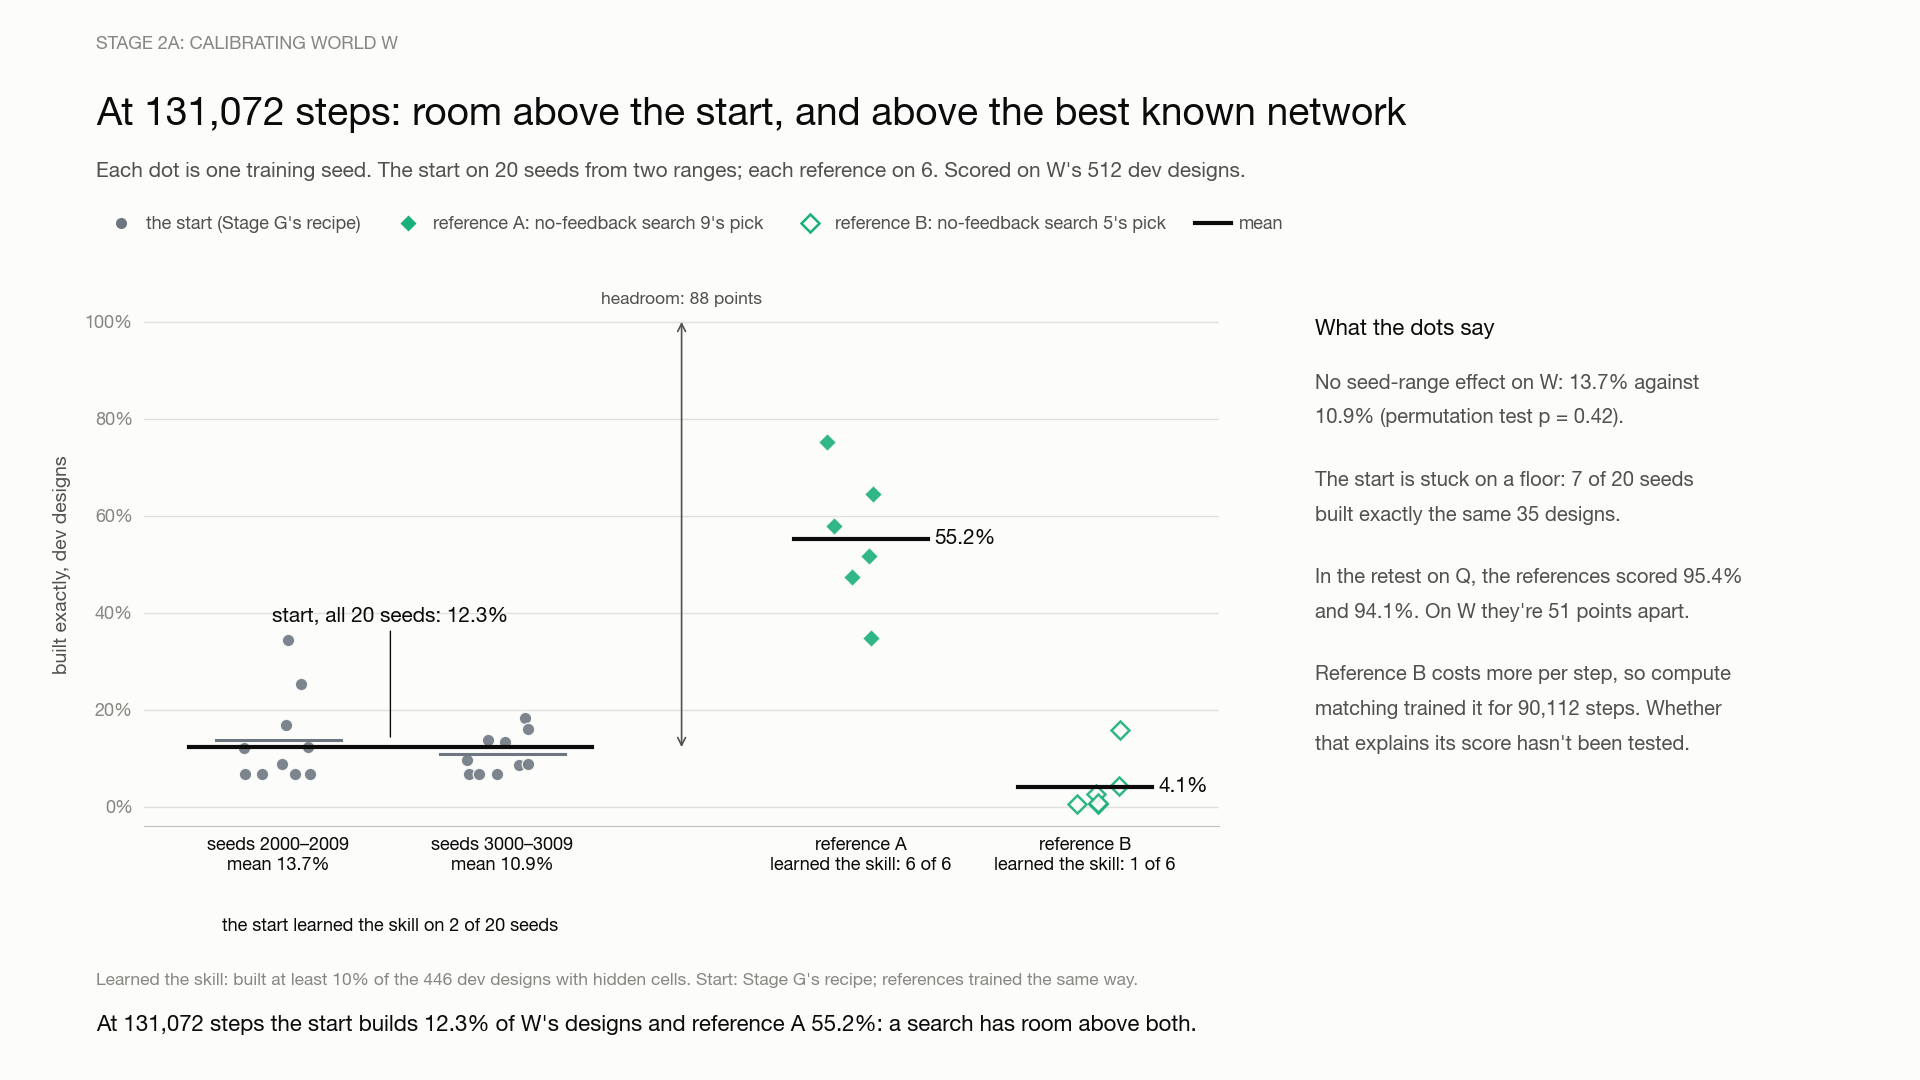 STAGE 2A: CALIBRATING WORLD W
At 131,072 steps: room above the start, and above the best known network
Each dot is one training seed. The start on 20 seeds from two ranges; each reference on 6. Scored on W's 512 dev designs.
the start (Stage G's recipe)
reference A: no-feedback search 9's pick
reference B: no-feedback search 5's pick
mean
headroom: 88 points
100%
80%
60%
40%
20%
0%
built exactly, dev designs
start, all 20 seeds: 12.3%
55.2%
4.1%
seeds 2000–2009
mean 13.7%
seeds 3000–3009
mean 10.9%
reference A
learned the skill: 6 of 6
reference B
learned the skill: 1 of 6
the start learned the skill on 2 of 20 seeds
What the dots say
No seed-range effect on W: 13.7% against
10.9% (permutation test p = 0.42).
The start is stuck on a floor: 7 of 20 seeds
built exactly the same 35 designs.
In the retest on Q, the references scored 95.4%
and 94.1%. On W they're 51 points apart.
Reference B costs more per step, so compute
matching trained it for 90,112 steps. Whether
that explains its score hasn't been tested.
Learned the skill: built at least 10% of the 446 dev designs with hidden cells. Start: Stage G's recipe; references trained the same way.
At 131,072 steps the start builds 12.3% of W's designs and reference A 55.2%: a search has room above both.